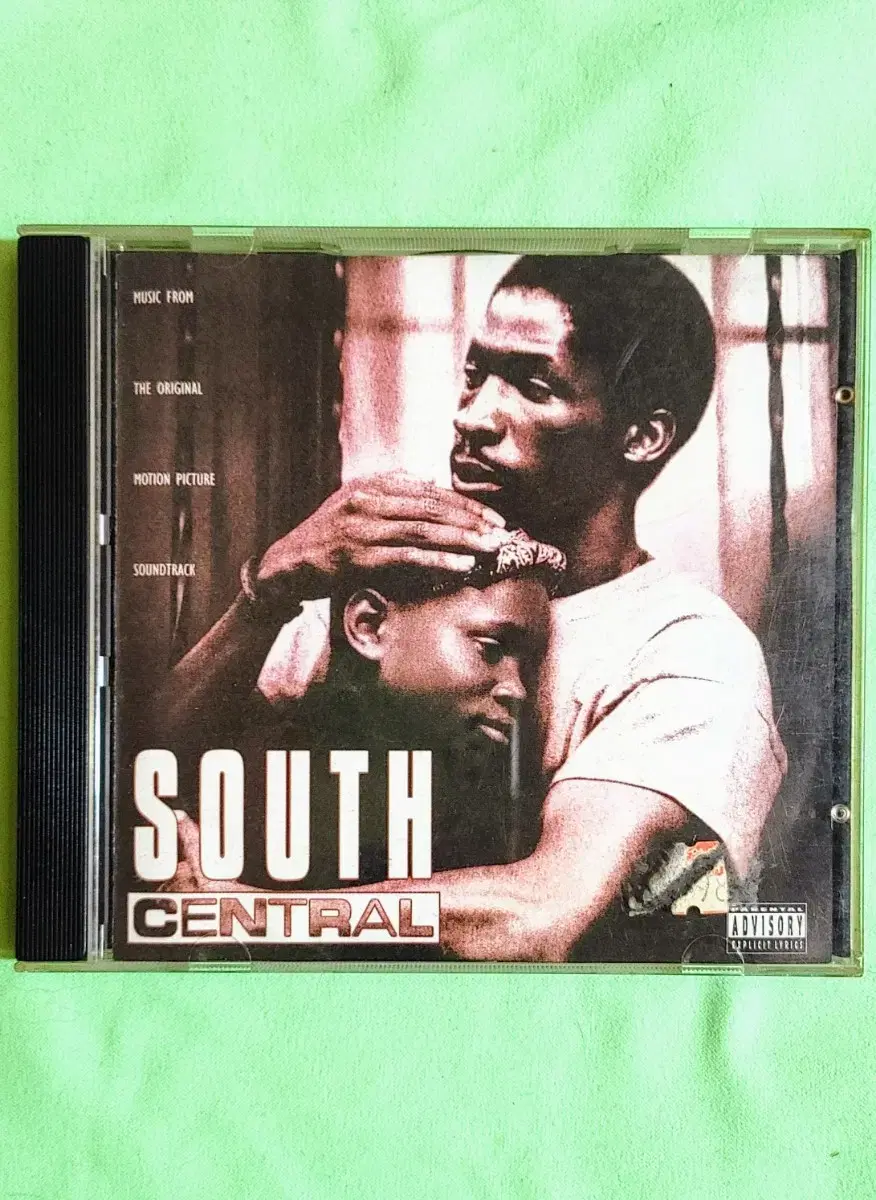 MUSIC FROM
THE ORIGINAL
MOTION PICTURE
SOUNDTRACK
SOUTH
CENTRAL
PARENTAL
ADVISORY
EXPLICIT LYRICS